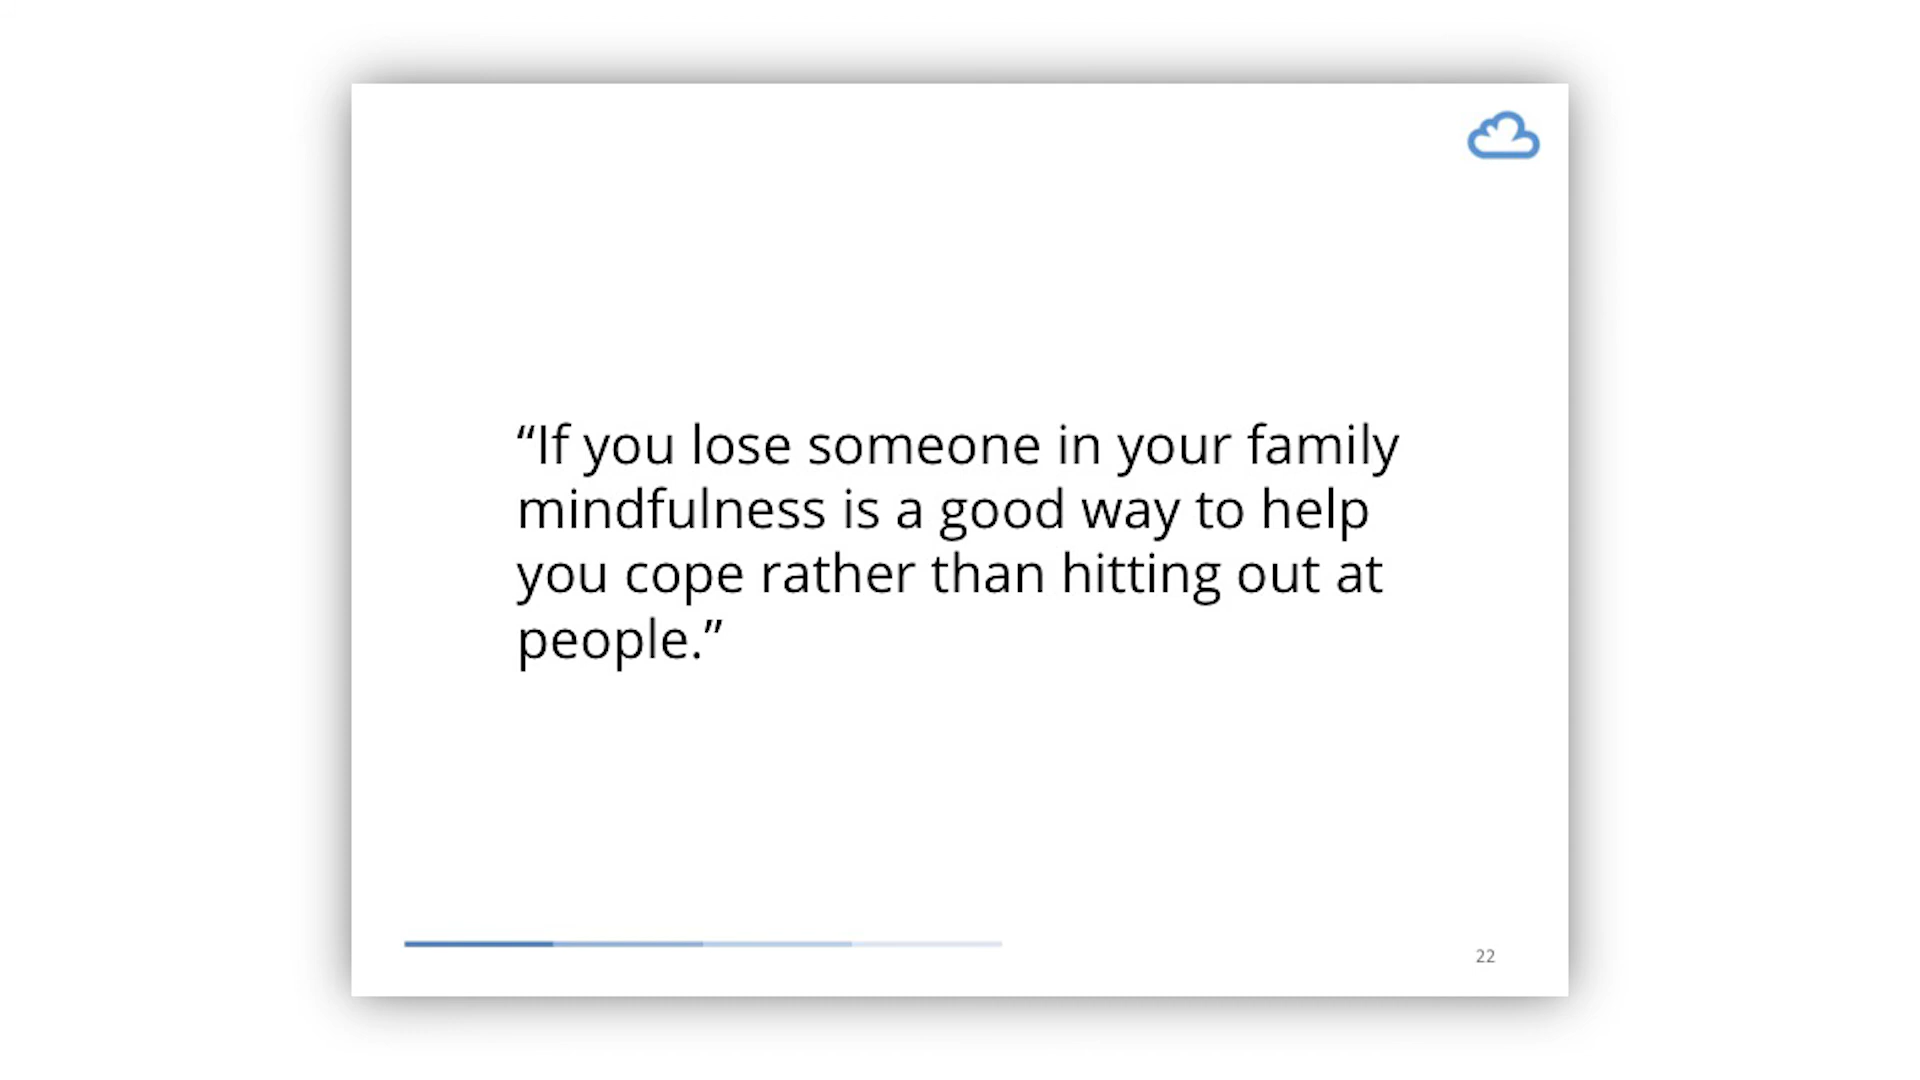 “If you lose someone in your family
mindfulness is a good way to help
you cope rather than hitting out at
people.”
22